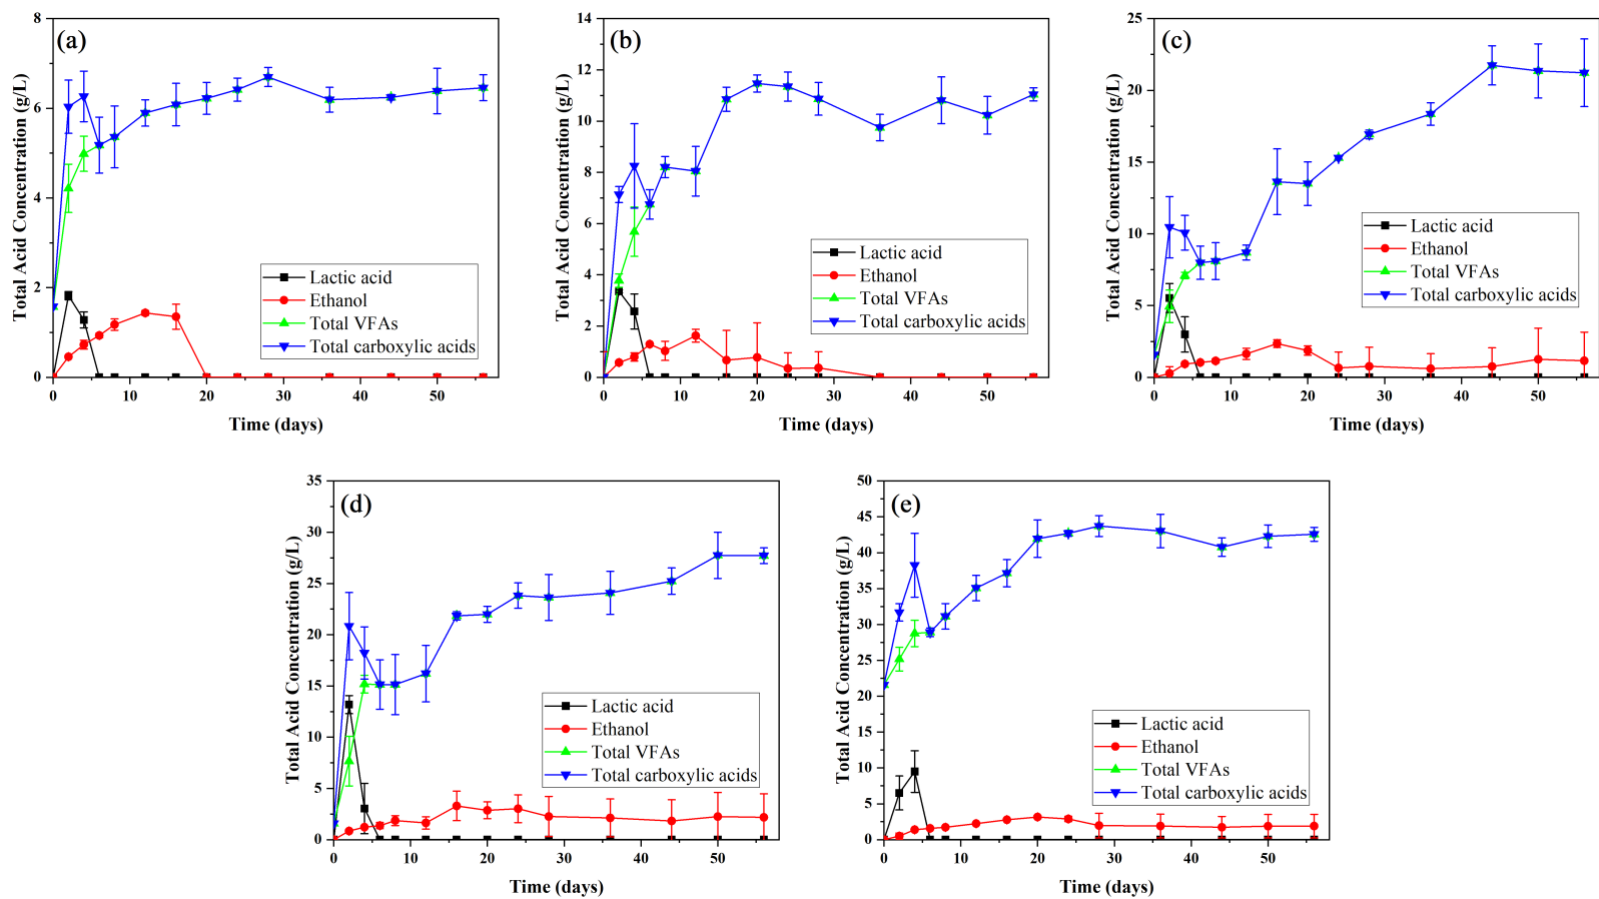 (a)
8
6
4
2
0
Total Acid Concentration (g/L)
Lactic acid
Ethanol
Total VFAs
Total carboxylic acids
0 10 20 30 40 50
Time (days)
(b)
14
12
10
8
6
4
2
0
Total Acid Concentration (g/L)
Lactic acid
Ethanol
Total VFAs
Total carboxylic acids
0 10 20 30 40 50
Time (days)
(c)
25
20
15
10
5
0
Total Acid Concentration (g/L)
Lactic acid
Ethanol
Total VFAs
Total carboxylic acids
0 10 20 30 40 50
Time (days)
(d)
35
30
25
20
15
10
5
0
Total Acid Concentration (g/L)
Lactic acid
Ethanol
Total VFAs
Total carboxylic acids
0 10 20 30 40 50
Time (days)
(e)
50
45
40
35
30
25
20
15
10
5
0
Total Acid Concentration (g/L)
Lactic acid
Ethanol
Total VFAs
Total carboxylic acids
0 10 20 30 40 50
Time (days)